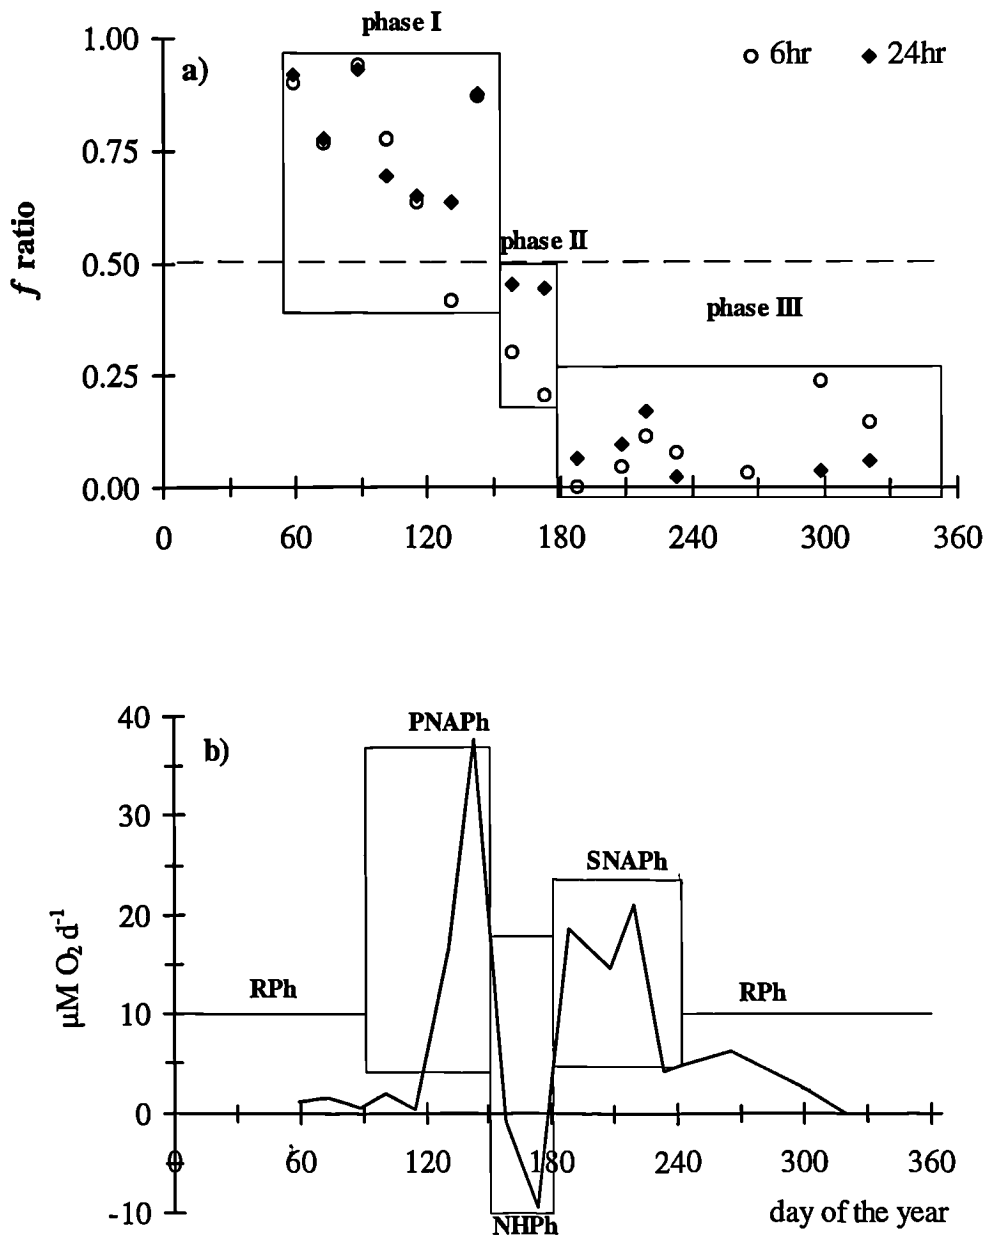 phase I
1.00
a)
○ 6hr ◆ 24hr
0.75
phase II
0.50
f ratio
phase III
0.25
0.00
0 60 120 180 240 300 360
40
PNAPh
b)
30
SNAPh
20
µM O₂ d⁻¹
RPh
RPh
10
0
0 60 120 180 240 300 360
-10
NHPh
day of the year